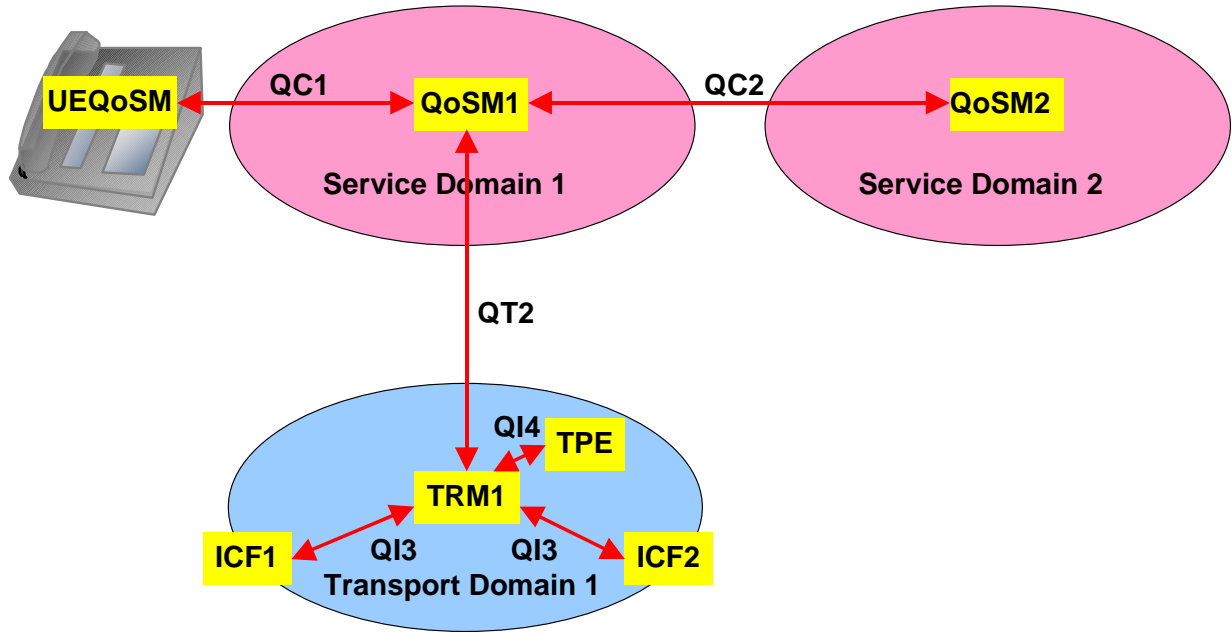 UEQoSM
QC1
QoSM1
QC2
QoSM2
Service Domain 1
Service Domain 2
QT2
QI4
TPE
TRM1
ICF1
QI3
QI3
ICF2
Transport Domain 1